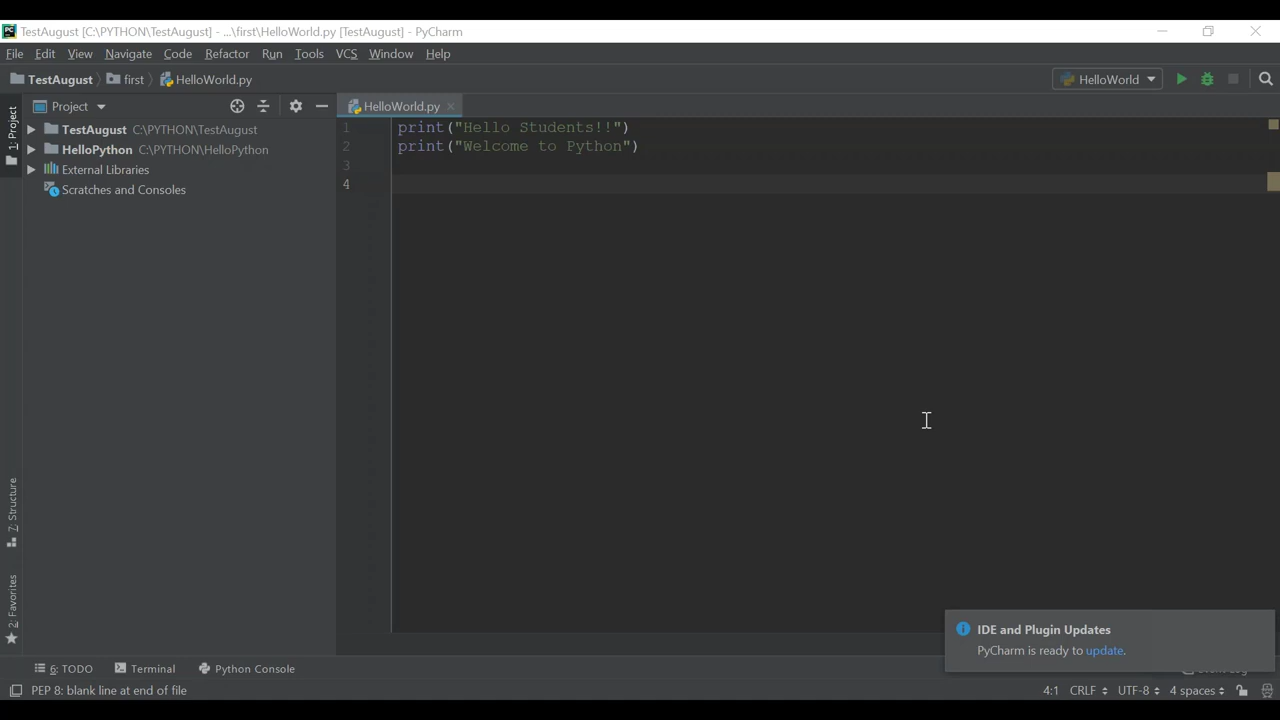 TestAugust [C:\PYTHON\TestAugust] - ...\first\HelloWorld.py [TestAugust] - PyCharm
File Edit View Navigate Code Refactor Run Tools VCS Window Help
TestAugust first HelloWorld.py HelloWorld
1: Project
Project
HelloWorld.py
TestAugust C:\PYTHON\TestAugust
HelloPython C:\PYTHON\HelloPython
External Libraries
Scratches and Consoles
1 print("Hello Students!!")
2 print("Welcome to Python")
3
4
7: Structure
2: Favorites
IDE and Plugin Updates
PyCharm is ready to update.
6: TODO Terminal Python Console
PEP 8: blank line at end of file 4:1 CRLF UTF-8 4 spaces